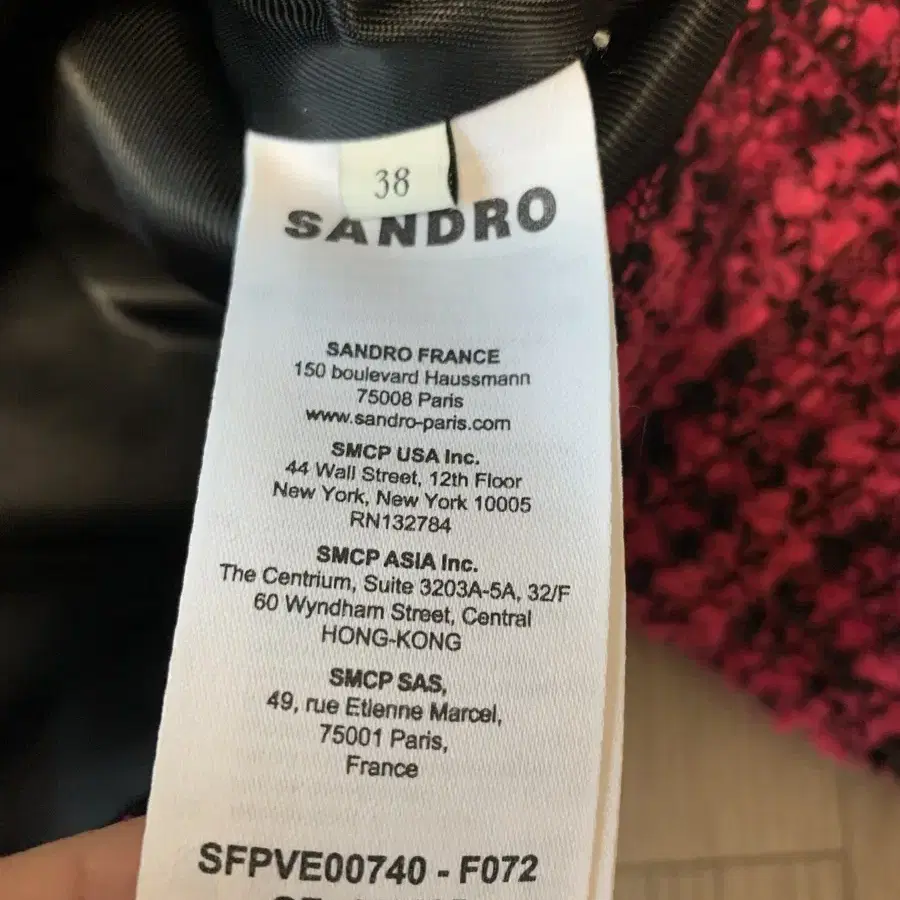 38
SANDRO
SANDRO FRANCE
150 boulevard Haussmann
75008 Paris
www.sandro-paris.com
SMCP USA Inc.
44 Wall Street, 12th Floor
New York, New York 10005
RN132784
SMCP ASIA Inc.
The Centrium, Suite 3203A-5A, 32/F
60 Wyndham Street, Central
HONG-KONG
SMCP SAS,
49, rue Etienne Marcel,
75001 Paris,
France
SFPVE00740 - F072